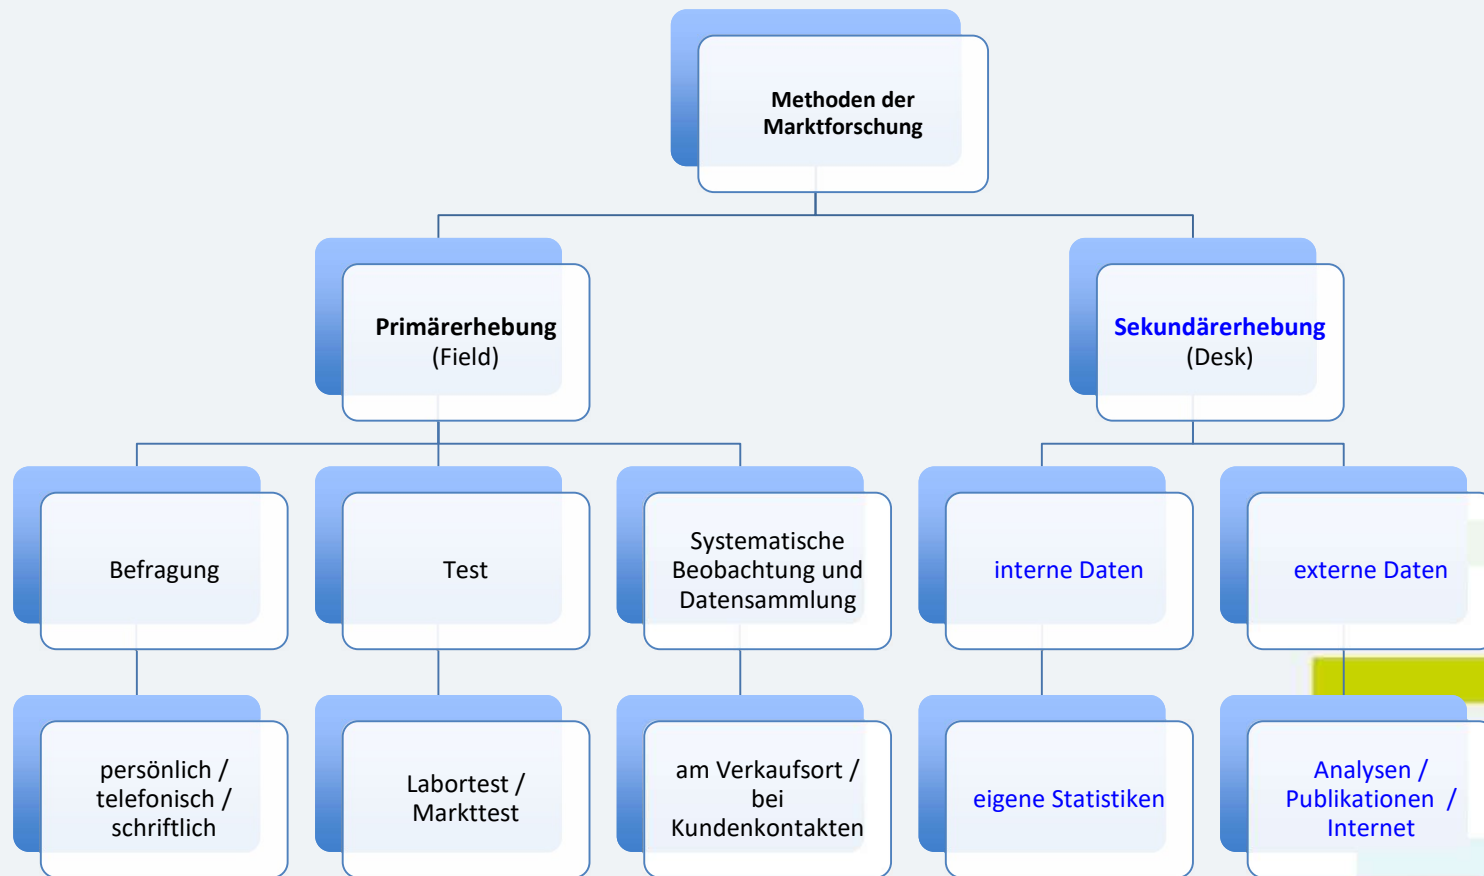 Methoden der
Marktforschung
Primärerhebung
(Field)
Sekundärerhebung
(Desk)
Befragung
Test
Systematische
Beobachtung und
Datensammlung
interne Daten
externe Daten
persönlich /
telefonisch /
schriftlich
Labortest /
Markttest
am Verkaufsort /
bei
Kundenkontakten
eigene Statistiken
Analysen /
Publikationen /
Internet